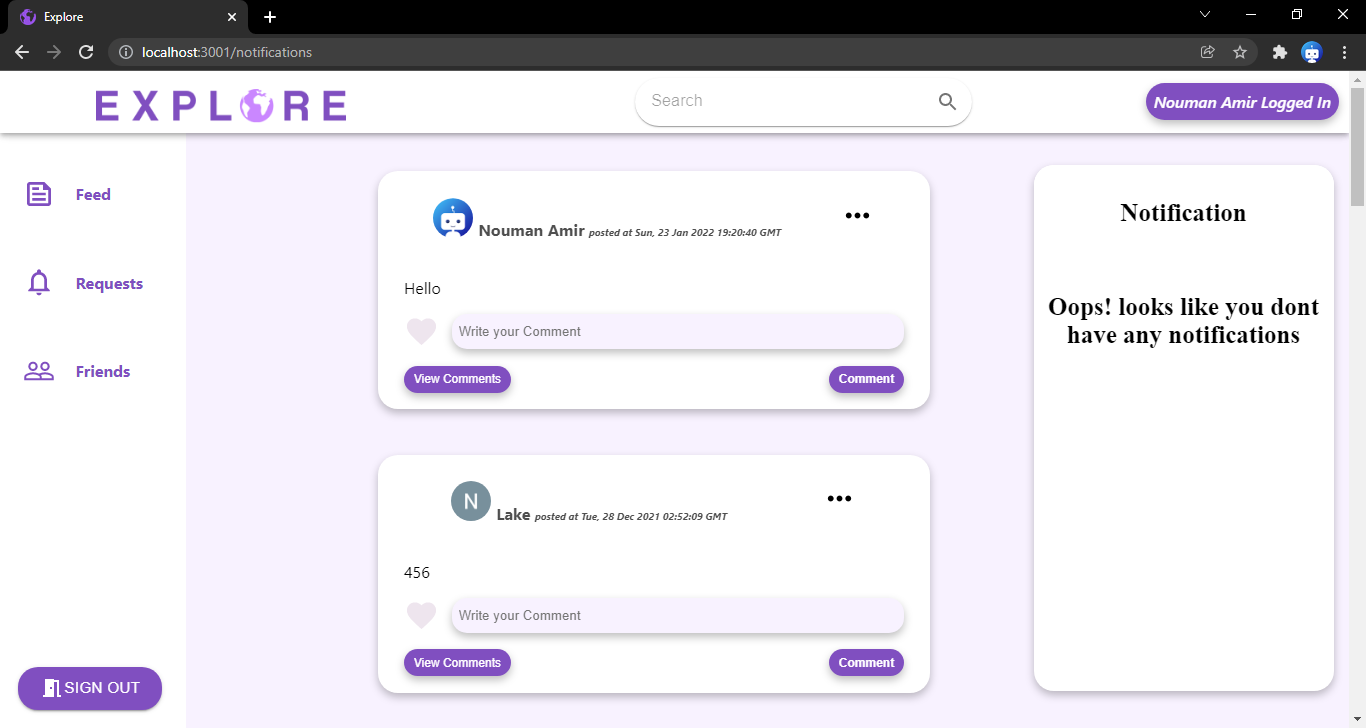 Explore
localhost:3001/notifications
EXPLORE
Search
Nouman Amir Logged In
Feed
Requests
Friends
SIGN OUT
Nouman Amir posted at Sun, 23 Jan 2022 19:20:40 GMT
Hello
Write your Comment
View Comments
Comment
N
Lake posted at Tue, 28 Dec 2021 02:52:09 GMT
456
Write your Comment
View Comments
Comment
Notification
Oops! looks like you dont
have any notifications